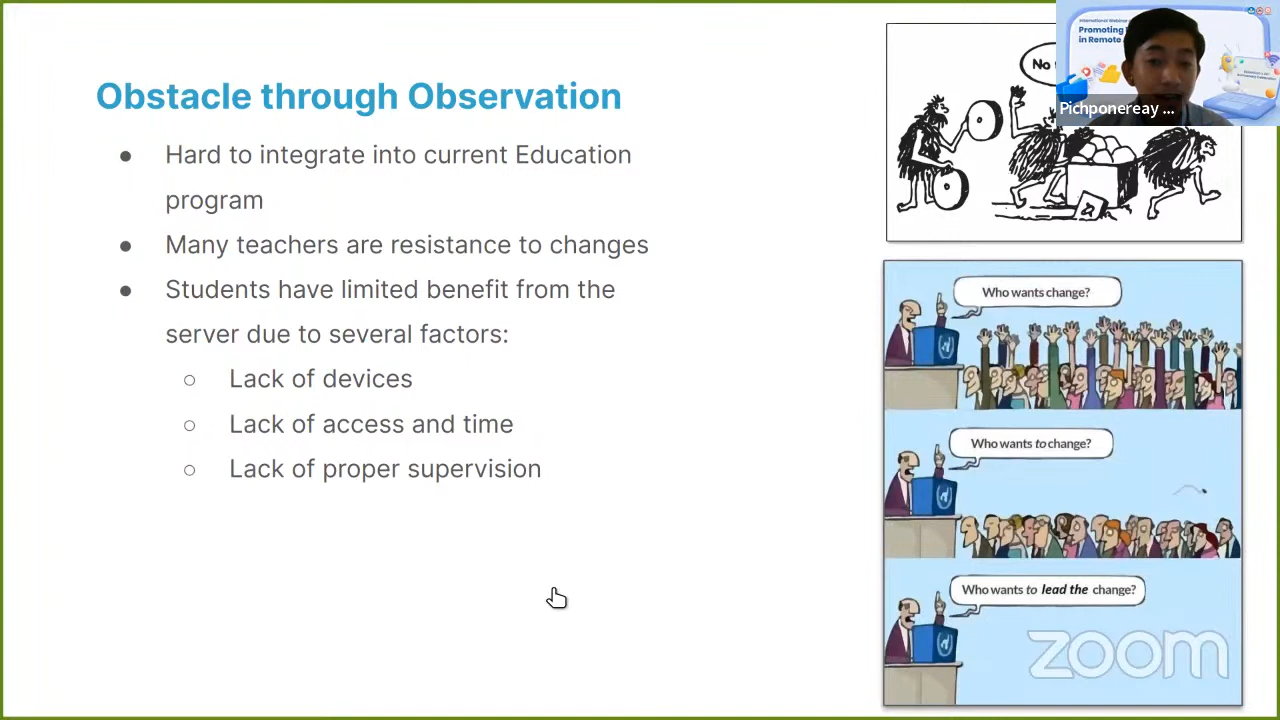 Obstacle through Observation
● Hard to integrate into current Education
program
● Many teachers are resistance to changes
● Students have limited benefit from the
server due to several factors:
○ Lack of devices
○ Lack of access and time
○ Lack of proper supervision
No
International Webinar
Promoting
in Remote
Pichponereay ...
Who wants change?
Who wants to change?
Who wants to lead the change?
zoom